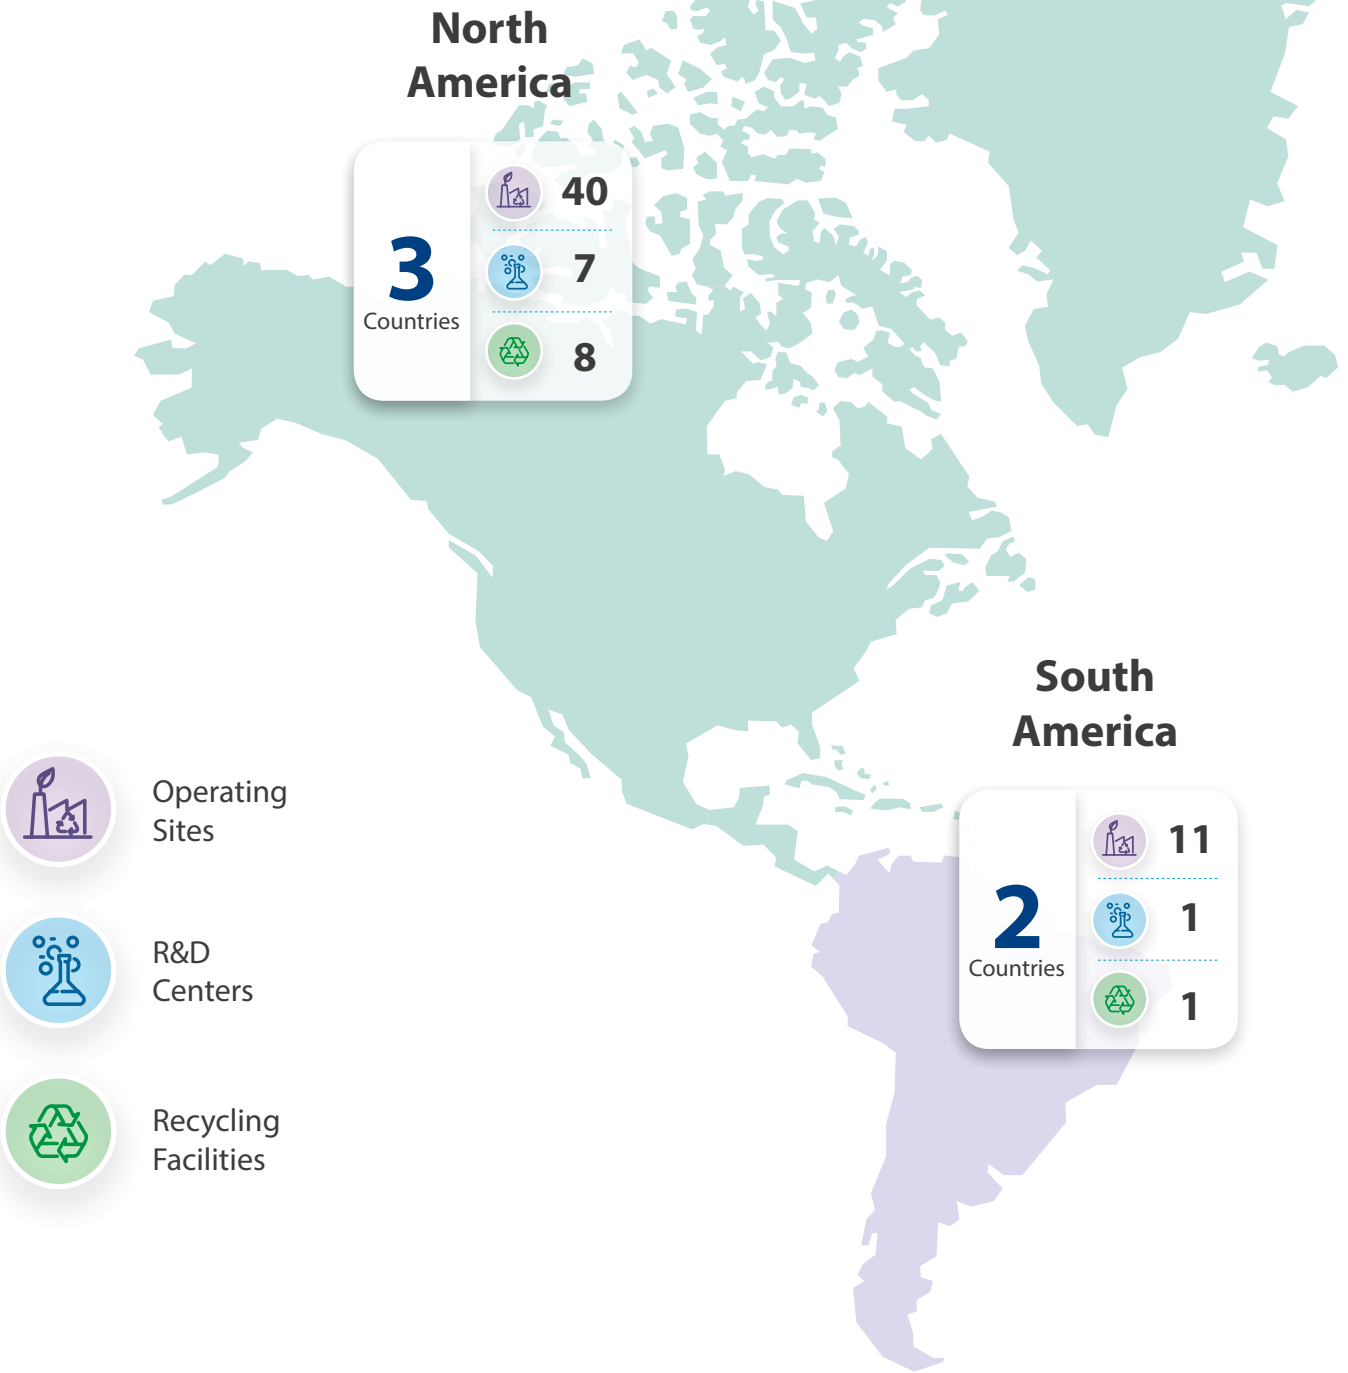 North
America
3
Countries
40
7
8
South
America
2
Countries
11
1
1
Operating
Sites
R&D
Centers
Recycling
Facilities